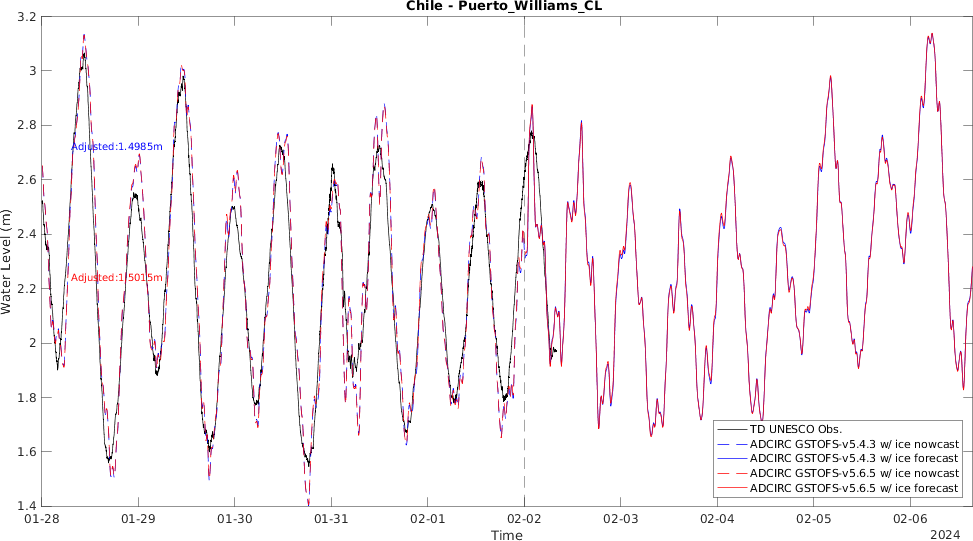 Chile - Puerto_Williams_CL
3.2
3
2.8
2.6
2.4
2.2
2
1.8
1.6
1.4
Water Level (m)
Adjusted:1.4985m
Adjusted:1.5015m
TD UNESCO Obs.
ADCIRC GSTOFS-v5.4.3 w/ ice nowcast
ADCIRC GSTOFS-v5.4.3 w/ ice forecast
ADCIRC GSTOFS-v5.6.5 w/ ice nowcast
ADCIRC GSTOFS-v5.6.5 w/ ice forecast
01-28 01-29 01-30 01-31 02-01 02-02 02-03 02-04 02-05 02-06
Time
2024